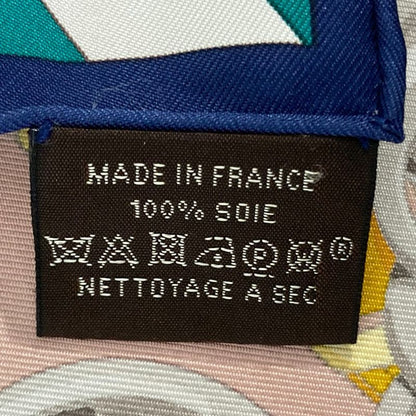 MADE IN FRANCE
100% SOIE
P W ®
NETTOYAGE A SEC